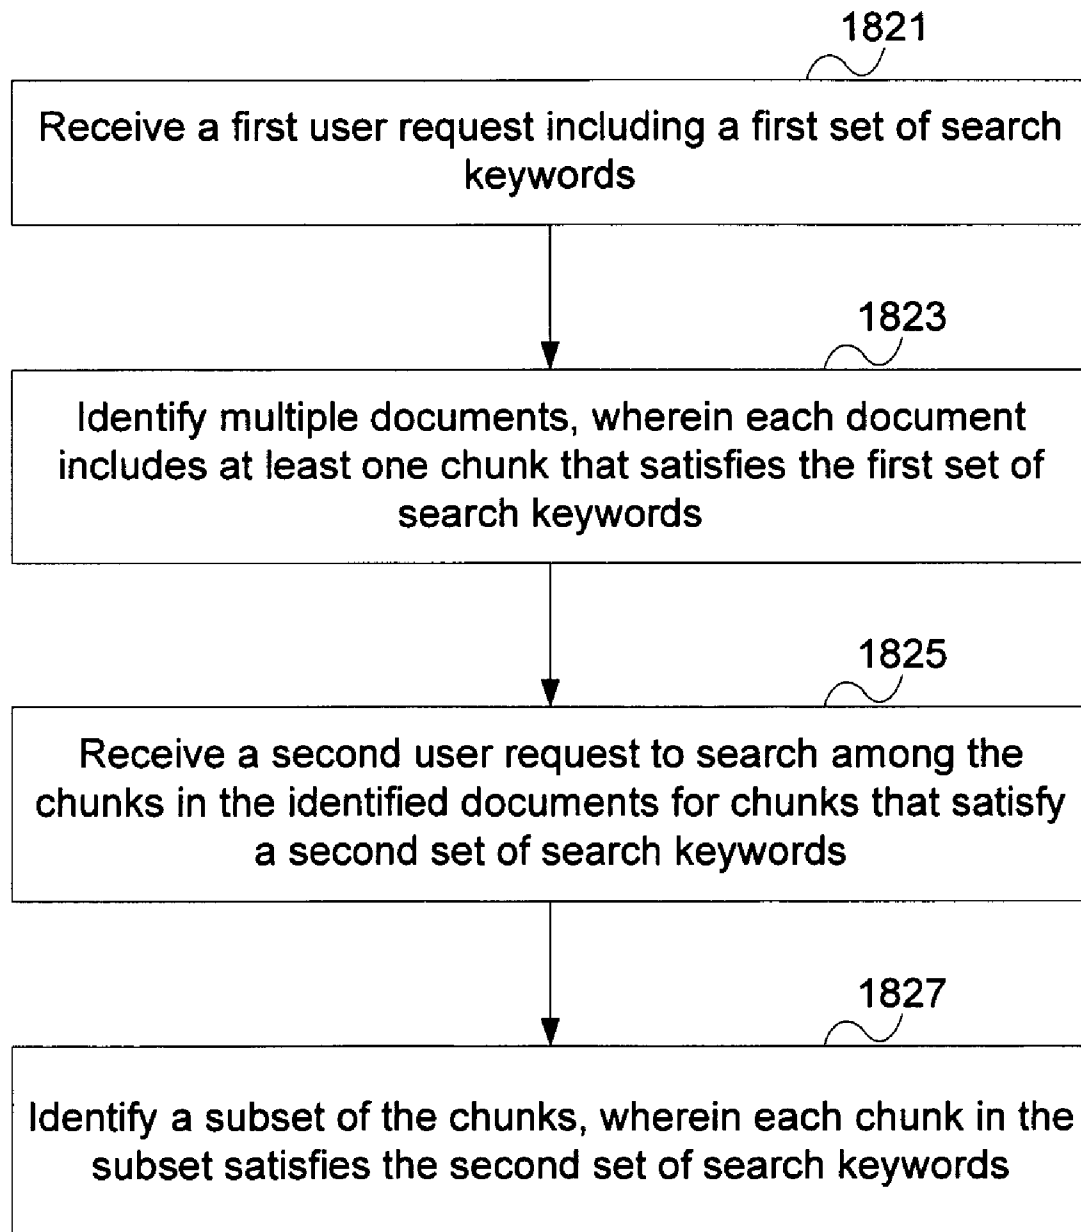 1821
Receive a first user request including a first set of search
keywords
1823
Identify multiple documents, wherein each document
includes at least one chunk that satisfies the first set of
search keywords
1825
Receive a second user request to search among the
chunks in the identified documents for chunks that satisfy
a second set of search keywords
1827
Identify a subset of the chunks, wherein each chunk in the
subset satisfies the second set of search keywords